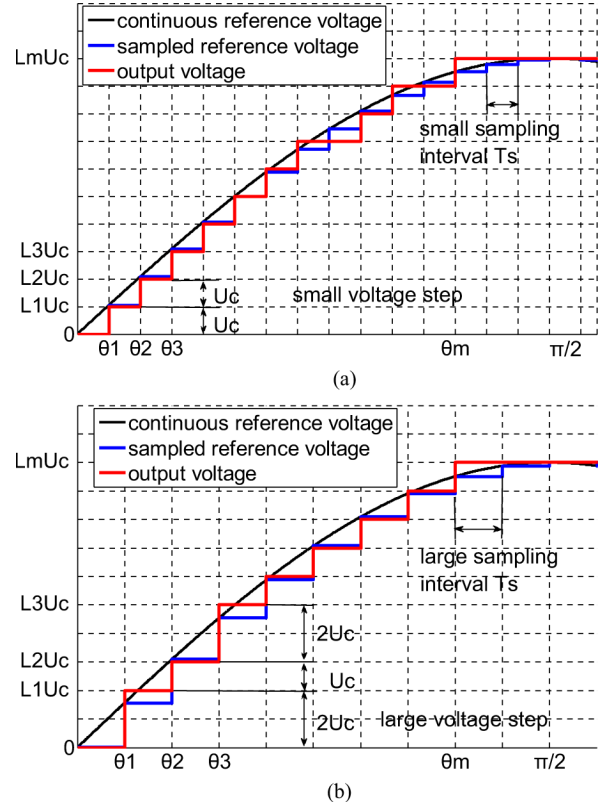 continuous reference voltage
sampled reference voltage
output voltage
LmUc
small sampling
interval Ts
L3Uc
L2Uc
L1Uc
Uc
Uc
small voltage step
0
θ1 θ2 θ3 θm π/2
(a)
continuous reference voltage
sampled reference voltage
output voltage
LmUc
large sampling
interval Ts
L3Uc
2Uc
L2Uc
Uc
L1Uc
2Uc
large voltage step
0
θ1 θ2 θ3 θm π/2
(b)